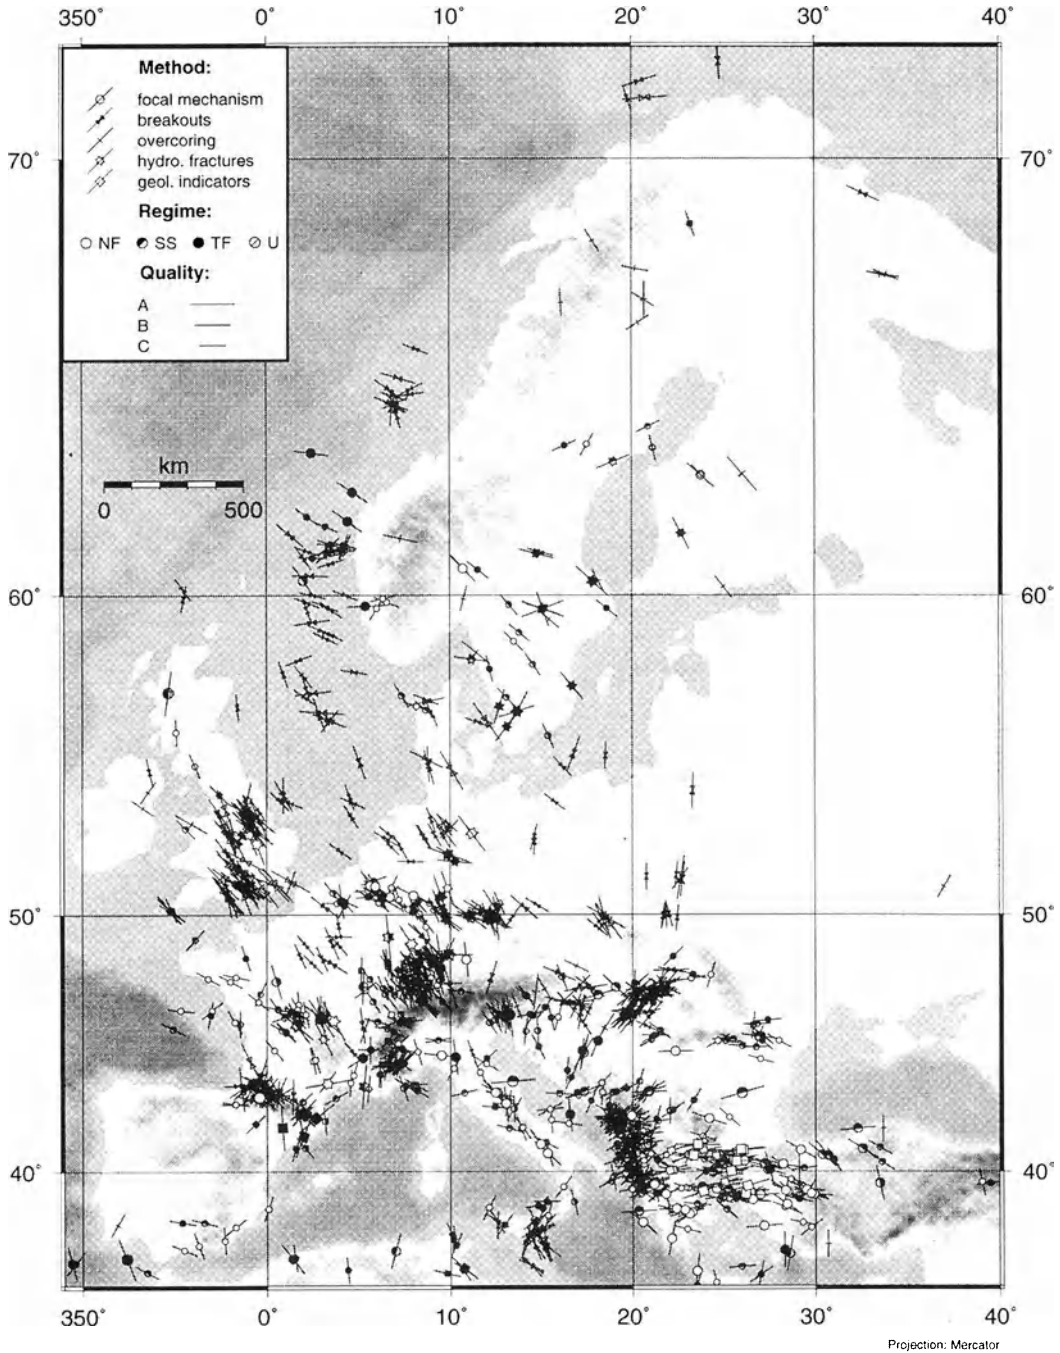 350° 0° 10° 20° 30° 40°
Method:
focal mechanism
breakouts
overcoring
hydro. fractures
geol. indicators
Regime:
NF SS TF U
Quality:
A
B
C
70° 70°
km
0 500
60° 60°
50° 50°
40° 40°
350° 0° 10° 20° 30° 40°
Projection: Mercator